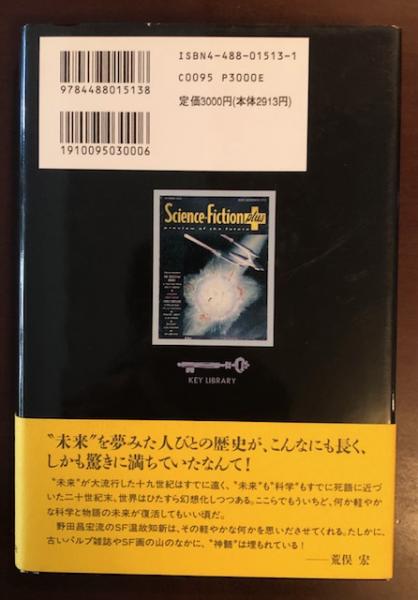 ISBN4-488-01513-1
C0095 P3000E
定価3000円(本体2913円)
9784488015138
1910095030006
Science-Fiction plus
preview of the future
KEY LIBRARY
〝未来〟を夢みた人びとの歴史が、こんなにも長く、
しかも驚きに満ちていたなんて!
〝未来〟が大流行した十九世紀はすでに遠く、〝未来〟も〝科学〟もすでに死語に近づい
た二十世紀末、世界はひたすら幻想化しつつある。ここらでもういちど、何か軽やか
な科学と物語の未来が復活してもいい頃だ。
野田昌宏流のSF温故知新は、その軽やかな何かを思いださせてくれる。たしかに、
古いパルプ雑誌やSF画の山のなかに、〝神髄〟は埋もれている!
――荒俣 宏